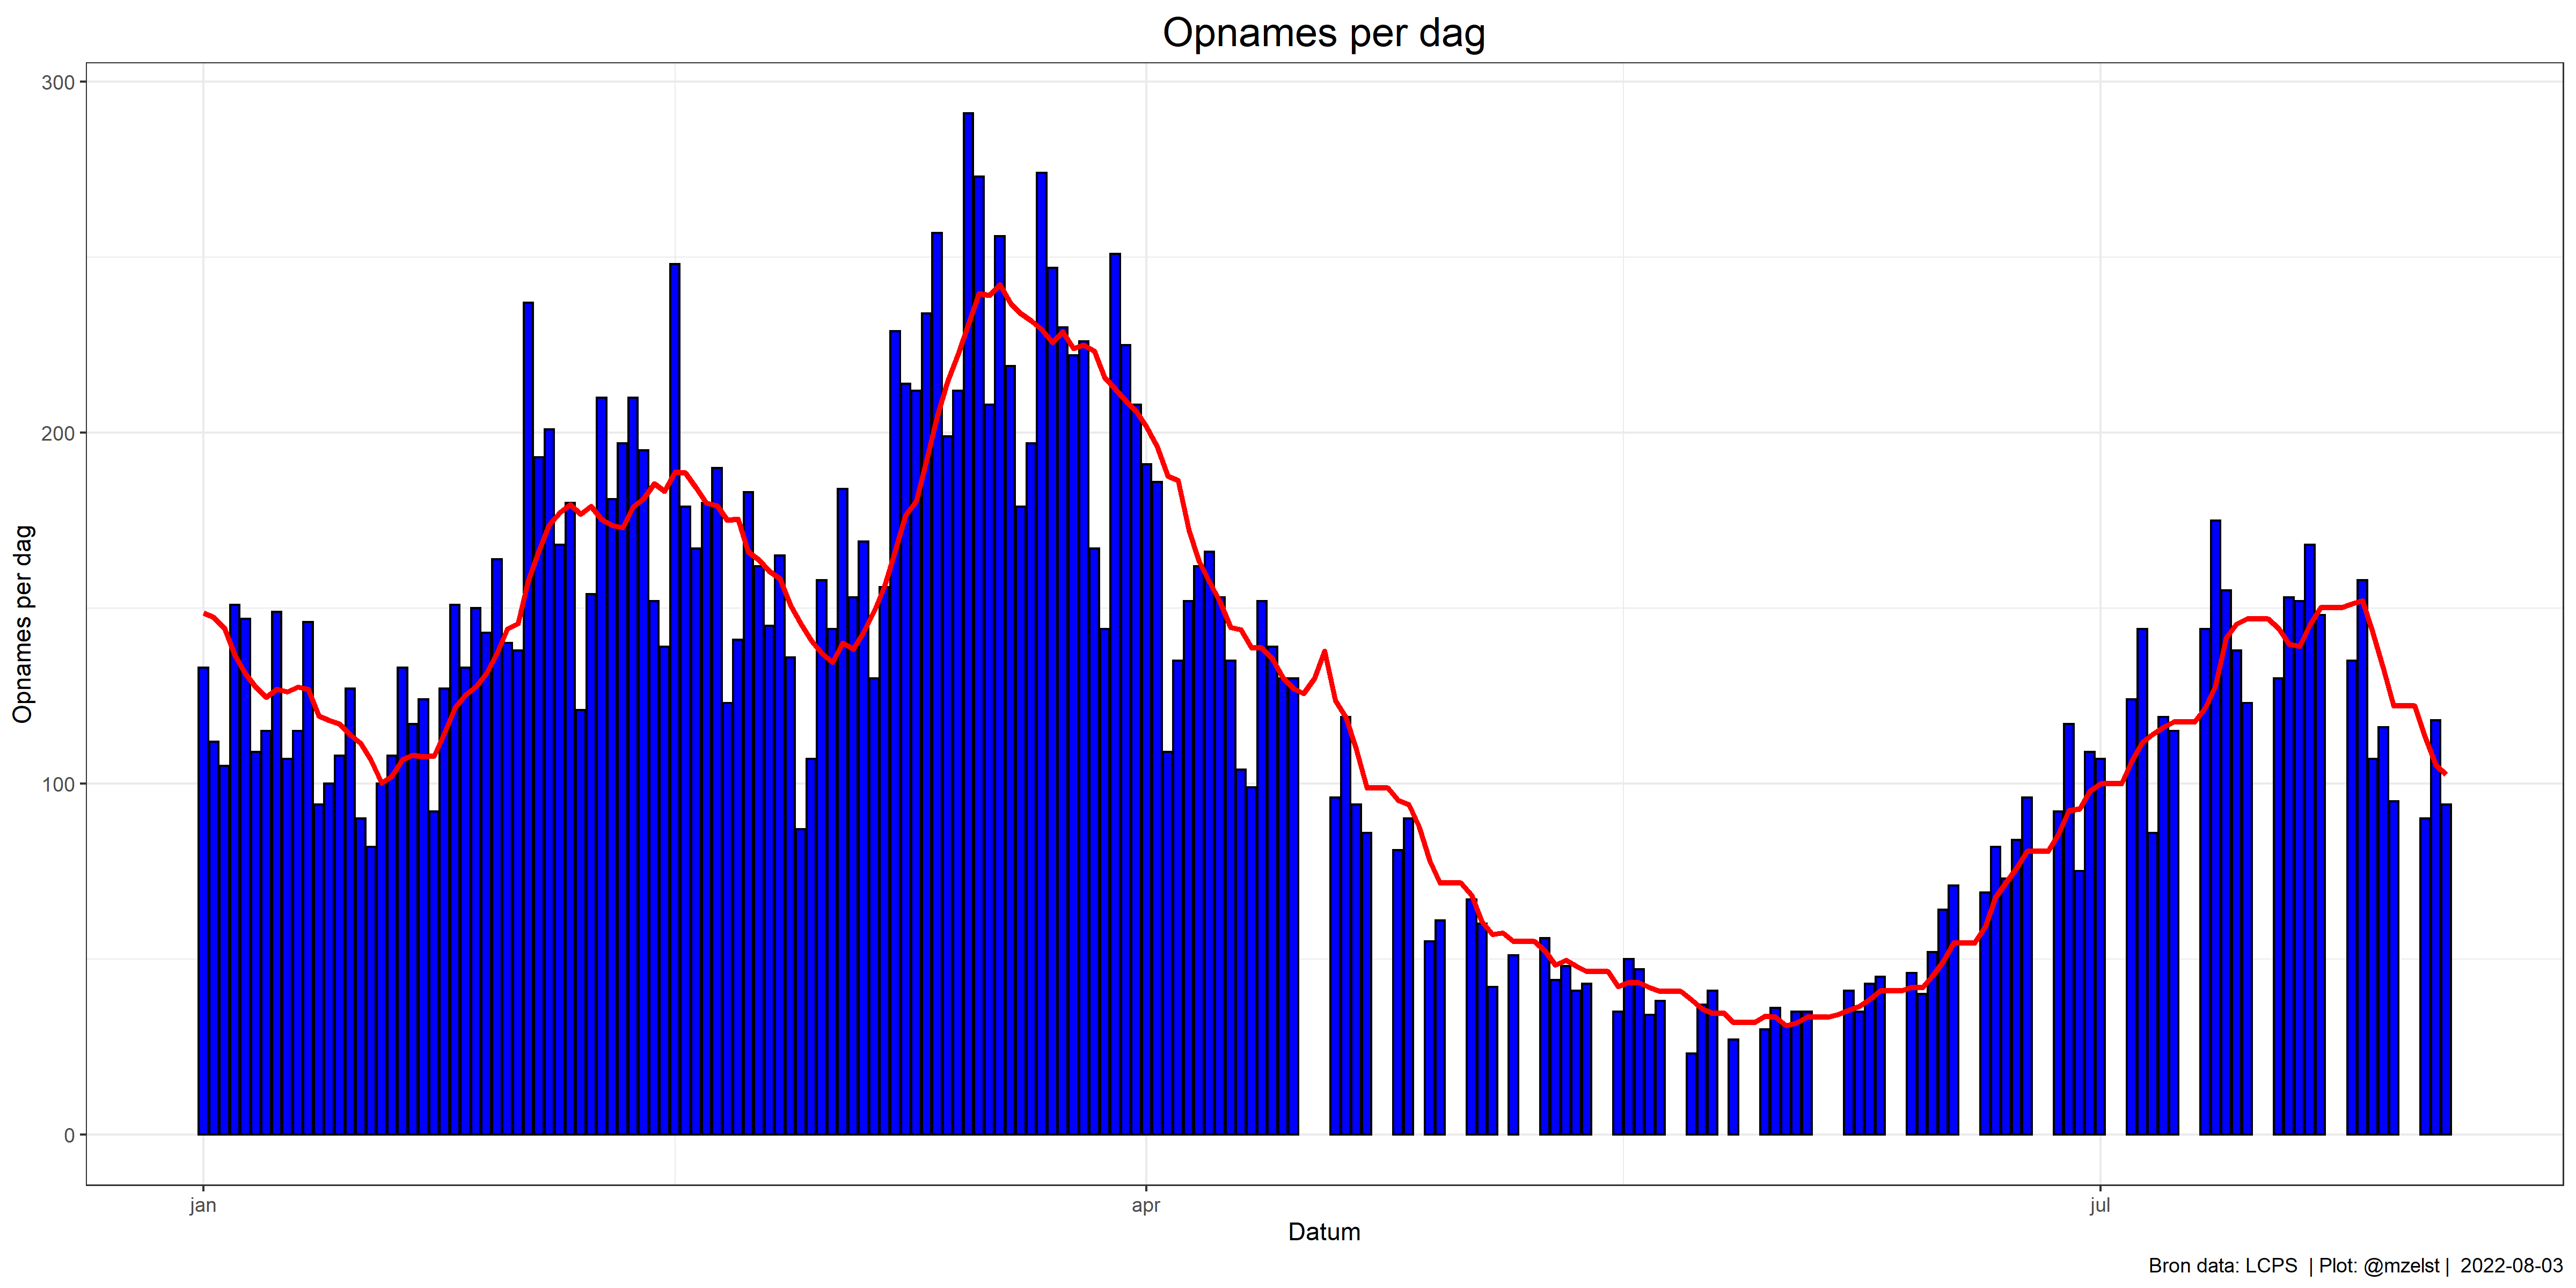 Opnames per dag
300
200
100
0
Opnames per dag
jan
apr
jul
Datum
Bron data: LCPS | Plot: @mzelst | 2022-08-03